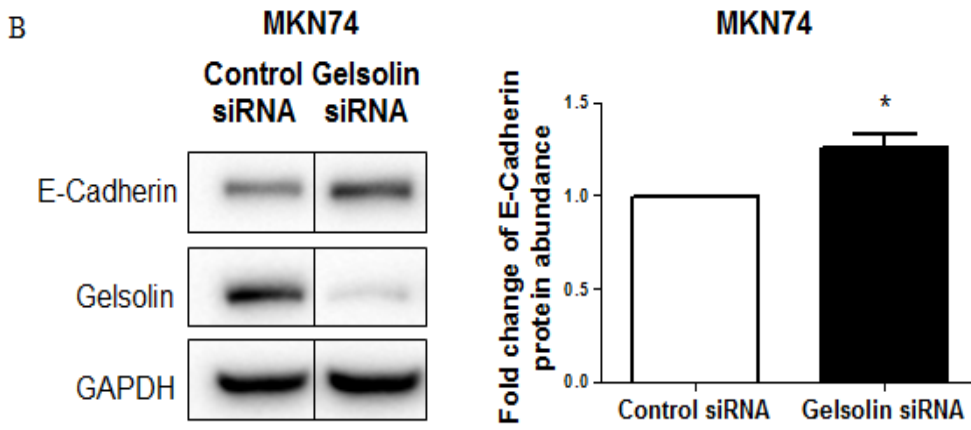 B
MKN74
Control Gelsolin
siRNA siRNA
E-Cadherin
Gelsolin
GAPDH
MKN74
Fold change of E-Cadherin
protein abundance
1.5
1.0
0.5
0.0
*
Control siRNA
Gelsolin siRNA